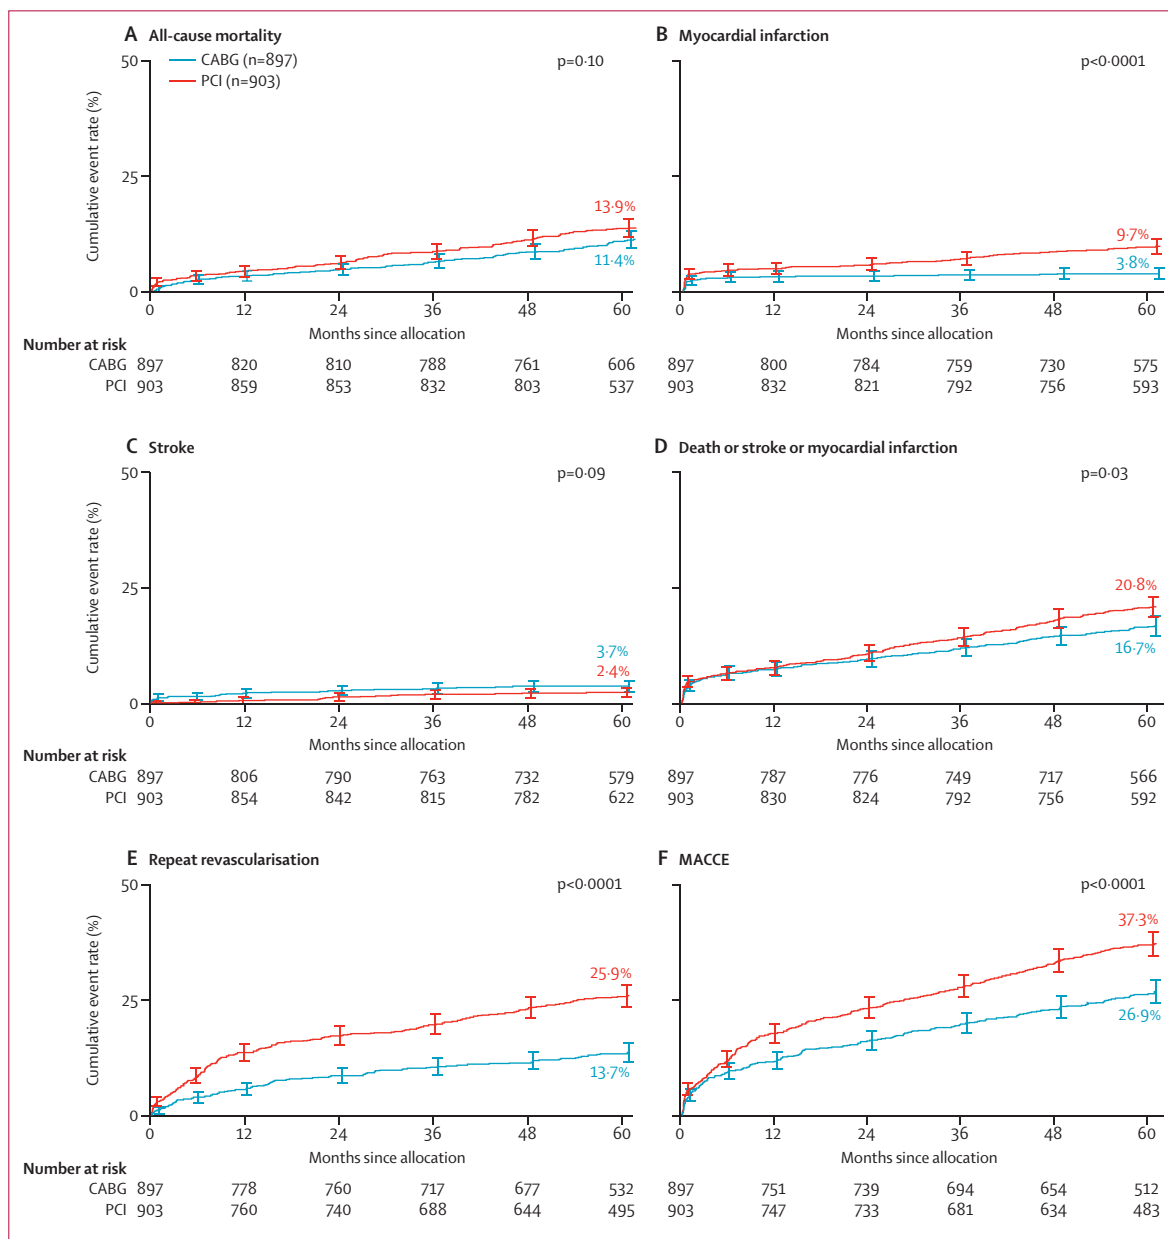 A All-cause mortality
CABG (n=897)
PCI (n=903)
p=0·10
50
25
0
Cumulative event rate (%)
13·9%
11·4%
0 12 24 36 48 60
Months since allocation
Number at risk
CABG 897 820 810 788 761 606
PCI 903 859 853 832 803 537
B Myocardial infarction
p<0·0001
9·7%
3·8%
0 12 24 36 48 60
Months since allocation
897 800 784 759 730 575
903 832 821 792 756 593
C Stroke
p=0·09
50
25
0
Cumulative event rate (%)
3·7%
2·4%
0 12 24 36 48 60
Months since allocation
Number at risk
CABG 897 806 790 763 732 579
PCI 903 854 842 815 782 622
D Death or stroke or myocardial infarction
p=0·03
20·8%
16·7%
0 12 24 36 48 60
Months since allocation
897 787 776 749 717 566
903 830 824 792 756 592
E Repeat revascularisation
p<0·0001
50
25
0
Cumulative event rate (%)
25·9%
13·7%
0 12 24 36 48 60
Months since allocation
Number at risk
CABG 897 778 760 717 677 532
PCI 903 760 740 688 644 495
F MACCE
p<0·0001
37·3%
26·9%
0 12 24 36 48 60
Months since allocation
897 751 739 694 654 512
903 747 733 681 634 483